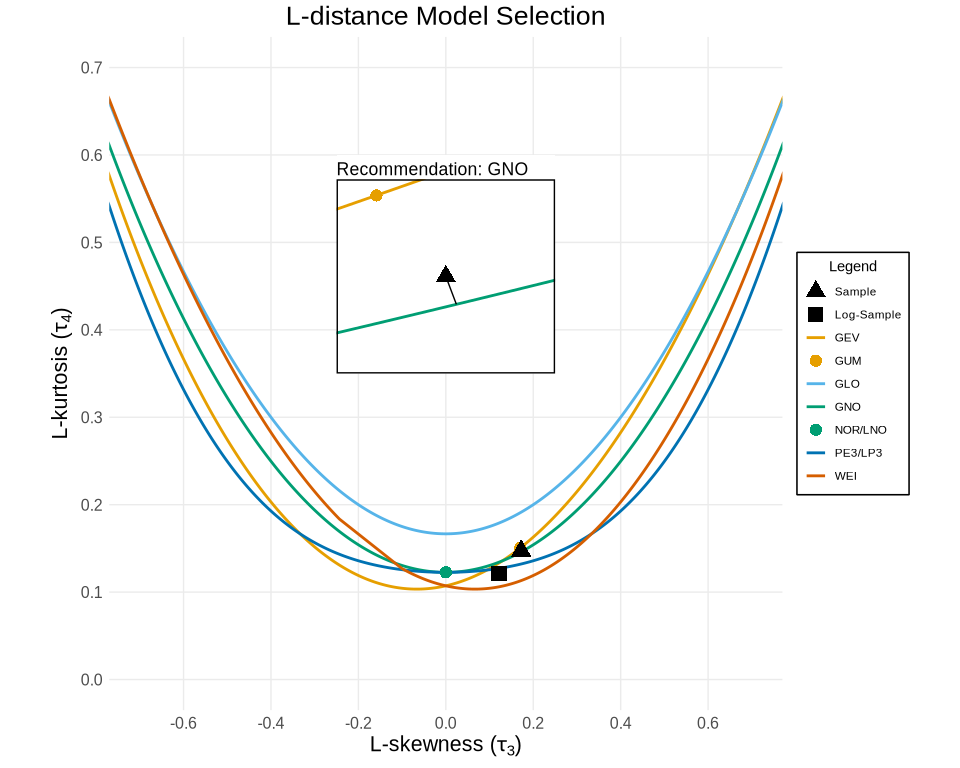 L-distance Model Selection
L-kurtosis (τ4)
0.7
0.6
0.5
0.4
0.3
0.2
0.1
0.0
Recommendation: GNO
-0.6 -0.4 -0.2 0.0 0.2 0.4 0.6
L-skewness (τ3)
Legend
Sample
Log-Sample
GEV
GUM
GLO
GNO
NOR/LNO
PE3/LP3
WEI